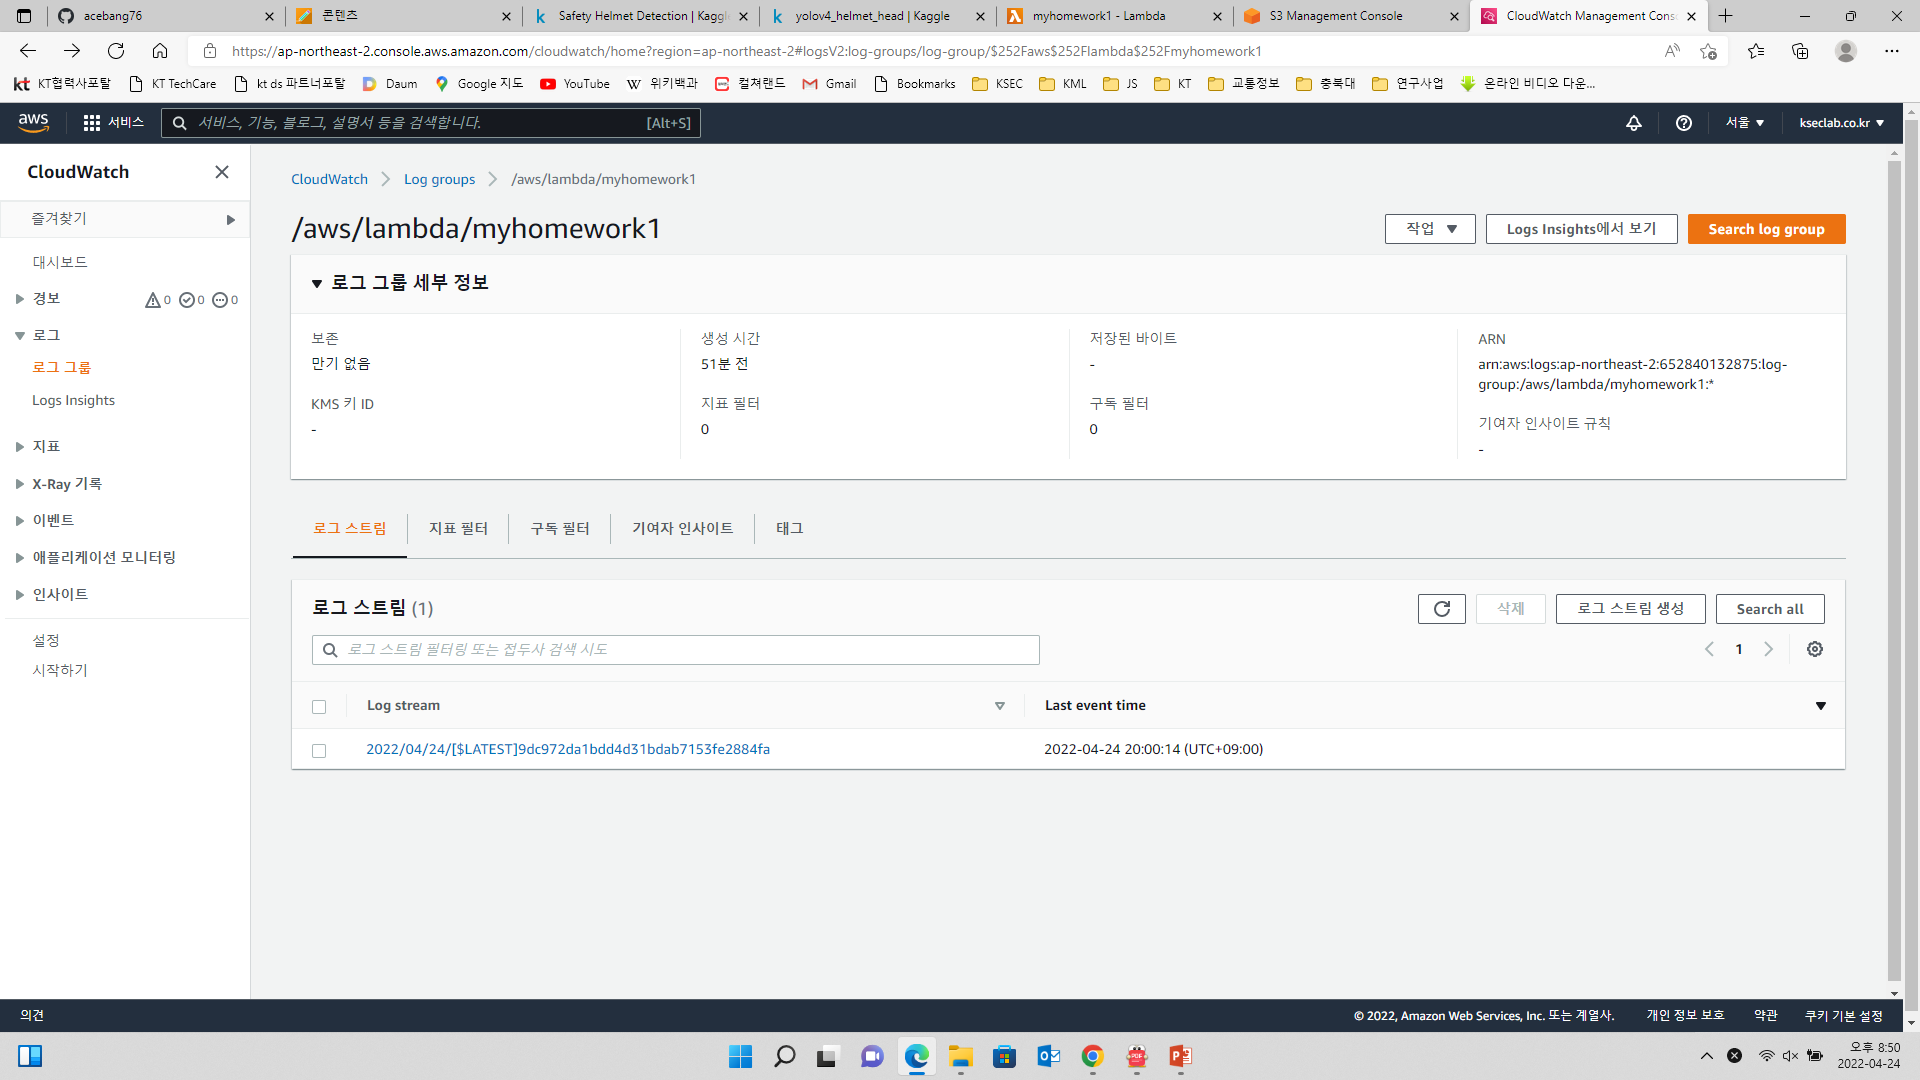 acebang76
콘텐츠
Safety Helmet Detection | Kaggle
yolov4_helmet_head | Kaggle
myhomework1 - Lambda
S3 Management Console
CloudWatch Management Cons
https://ap-northeast-2.console.aws.amazon.com/cloudwatch/home?region=ap-northeast-2#logsV2:log-groups/log-group/$252Faws$252Flambda$252Fmyhomework1
kt KT협력사포탈
KT TechCare
kt ds 파트너포탈
Daum
Google 지도
YouTube
W 위키백과
컬쳐랜드
Gmail
Bookmarks
KSEC
KML
JS
KT
교통정보
충북대
연구사업
온라인 비디오 다운...
aws
서비스
서비스, 기능, 블로그, 설명서 등을 검색합니다.
[Alt+S]
서울
kseclab.co.kr
CloudWatch
즐겨찾기
대시보드
경보
0
0
0
로그
로그 그룹
Logs Insights
지표
X-Ray 기록
이벤트
애플리케이션 모니터링
인사이트
설정
시작하기
CloudWatch
Log groups
/aws/lambda/myhomework1
/aws/lambda/myhomework1
작업
Logs Insights에서 보기
Search log group
로그 그룹 세부 정보
보존
만기 없음
KMS 키 ID
-
생성 시간
51분 전
지표 필터
0
저장된 바이트
-
구독 필터
0
ARN
arn:aws:logs:ap-northeast-2:652840132875:log-
group:/aws/lambda/myhomework1:*
기여자 인사이트 규칙
-
로그 스트림
지표 필터
구독 필터
기여자 인사이트
태그
로그 스트림 (1)
삭제
로그 스트림 생성
Search all
로그 스트림 필터링 또는 접두사 검색 시도
1
Log stream
Last event time
2022/04/24/[$LATEST]9dc972da1bdd4d31bdab7153fe2884fa
2022-04-24 20:00:14 (UTC+09:00)
의견
© 2022, Amazon Web Services, Inc. 또는 계열사.
개인 정보 보호
약관
쿠키 기본 설정
오후 8:50
2022-04-24